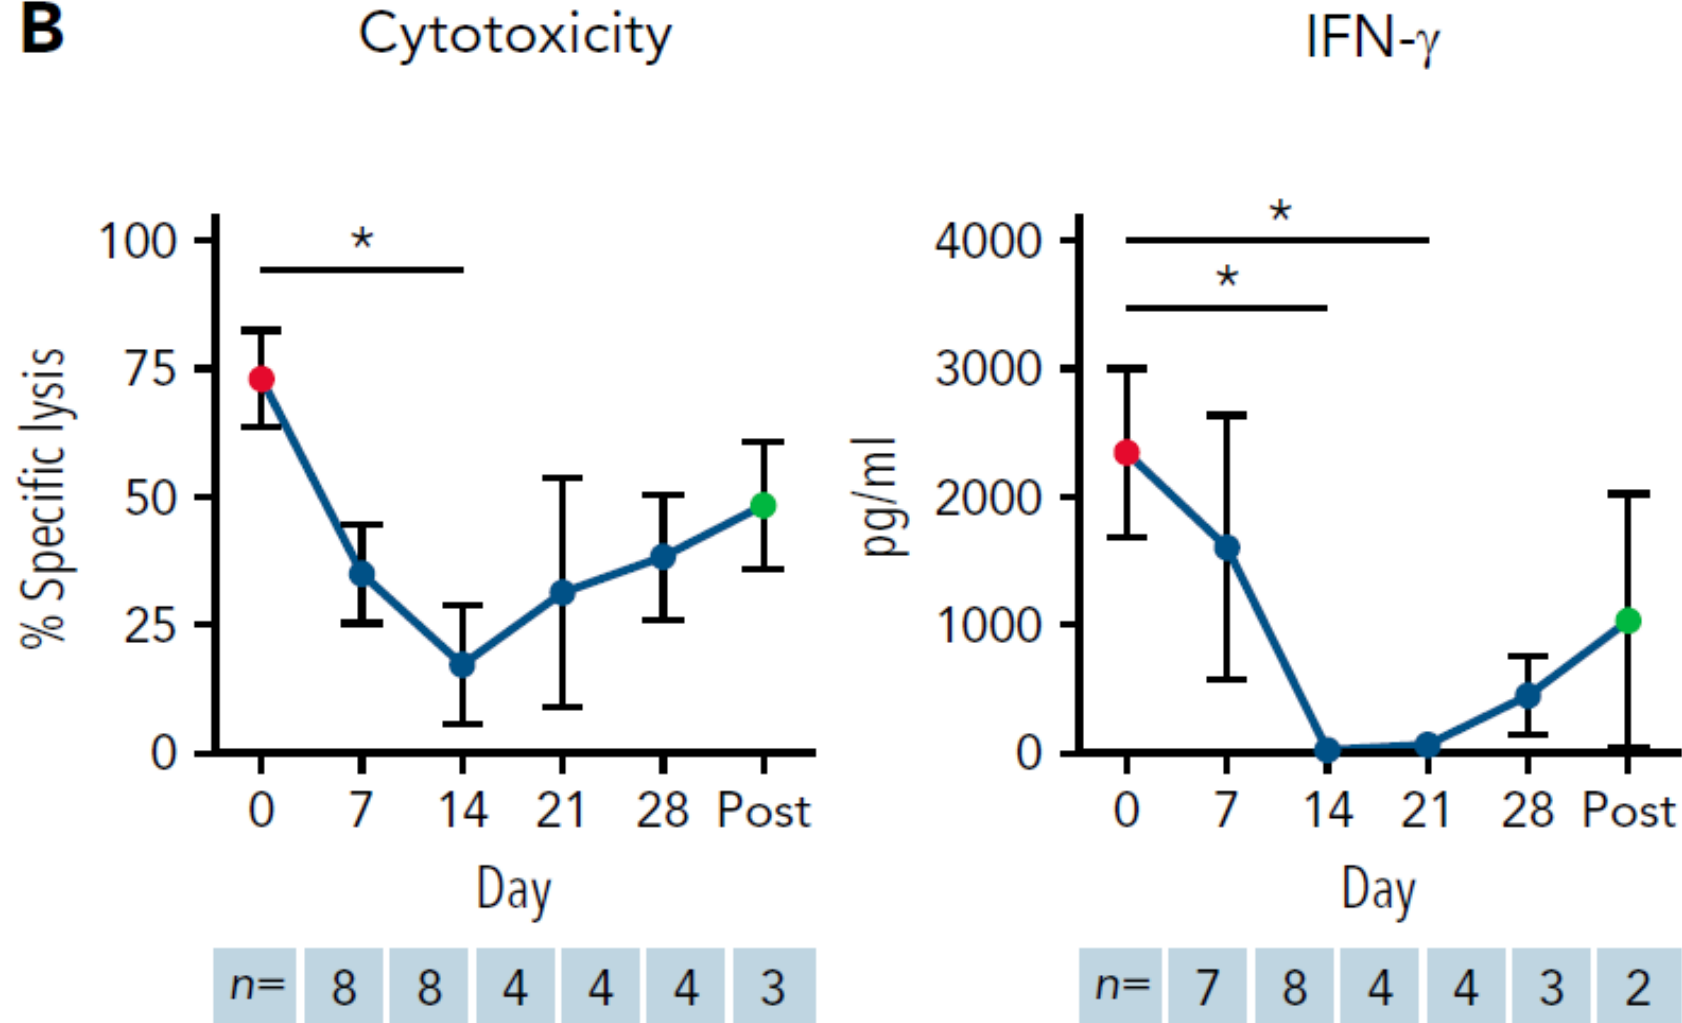 B
Cytotoxicity
*
100
75
50
25
0
% Specific lysis
0 7 14 21 28 Post
Day
n= 8 8 4 4 4 3
IFN-γ
*
*
4000
3000
2000
1000
0
pg/ml
0 7 14 21 28 Post
Day
n= 7 8 4 4 3 2